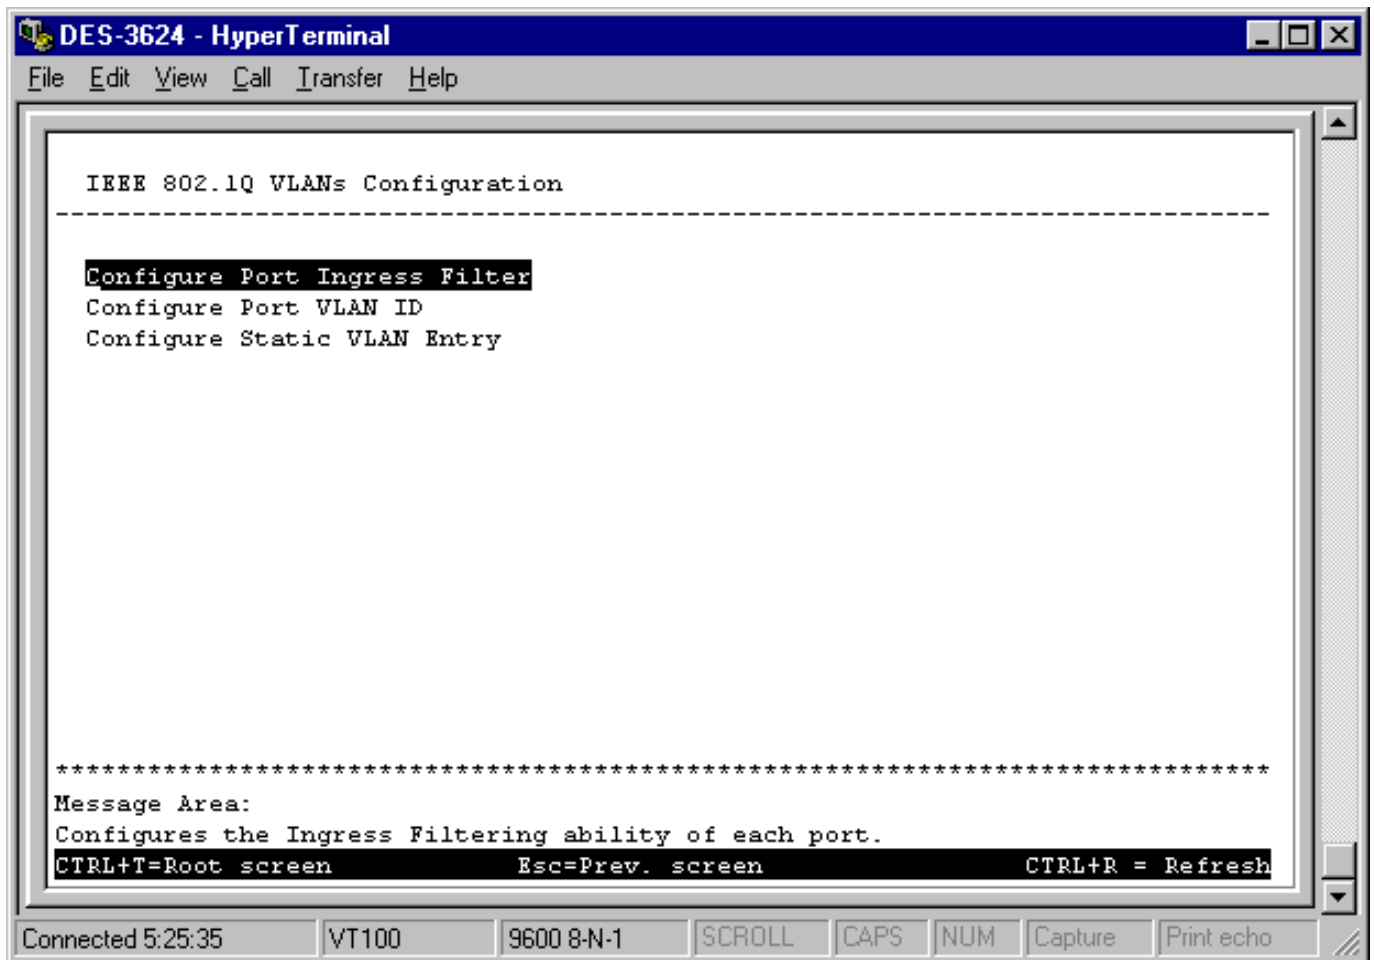 DES-3624 - HyperTerminal
File Edit View Call Transfer Help
IEEE 802.1Q VLANs Configuration
-------------------------------------------------------------------------------
Configure Port Ingress Filter
Configure Port VLAN ID
Configure Static VLAN Entry
*******************************************************************************
Message Area:
Configures the Ingress Filtering ability of each port.
CTRL+T=Root screen Esc=Prev. screen CTRL+R = Refresh
Connected 5:25:35 VT100 9600 8-N-1 SCROLL CAPS NUM Capture Print echo